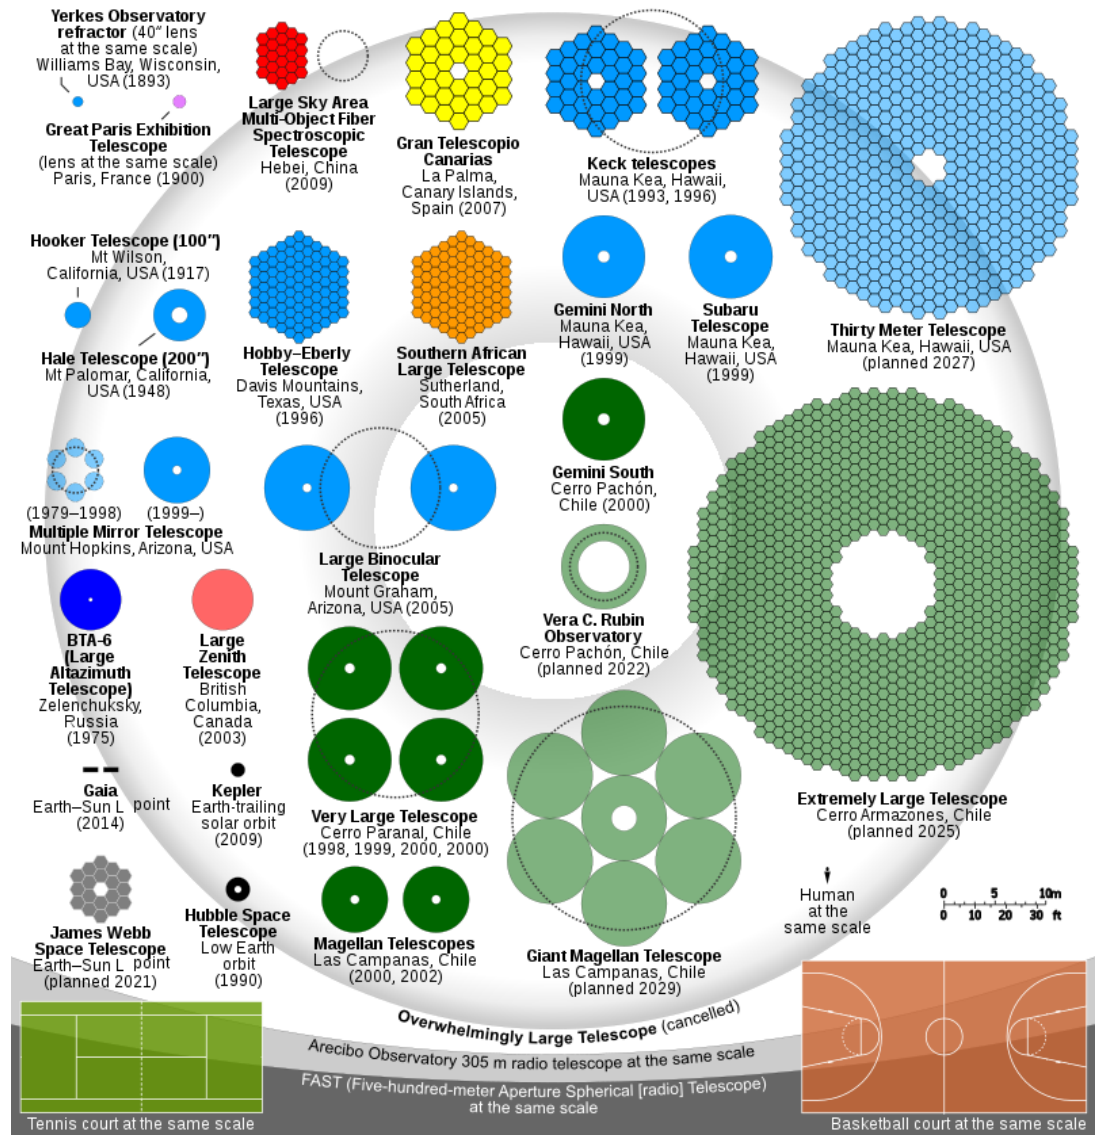 Yerkes Observatory
refractor (40″ lens
at the same scale)
Williams Bay, Wisconsin,
USA (1893)
Great Paris Exhibition
Telescope
(lens at the same scale)
Paris, France (1900)
Large Sky Area
Multi-Object Fiber
Spectroscopic
Telescope
Hebei, China
(2009)
Gran Telescopio
Canarias
La Palma,
Canary Islands,
Spain (2007)
Keck telescopes
Mauna Kea, Hawaii,
USA (1993, 1996)
Thirty Meter Telescope
Mauna Kea, Hawaii, USA
(planned 2027)
Hooker Telescope (100″)
Mt Wilson,
California, USA (1917)
Hale Telescope (200″)
Mt Palomar, California,
USA (1948)
Hobby–Eberly
Telescope
Davis Mountains,
Texas, USA
(1996)
Southern African
Large Telescope
Sutherland,
South Africa
(2005)
Gemini North
Mauna Kea,
Hawaii, USA
(1999)
Subaru
Telescope
Mauna Kea,
Hawaii, USA
(1999)
Gemini South
Cerro Pachón,
Chile (2000)
(1979–1998) (1999–)
Multiple Mirror Telescope
Mount Hopkins, Arizona, USA
Large Binocular
Telescope
Mount Graham,
Arizona, USA (2005)
Vera C. Rubin
Observatory
Cerro Pachón, Chile
(planned 2022)
BTA-6
(Large
Altazimuth
Telescope)
Zelenchuksky,
Russia
(1975)
Large
Zenith
Telescope
British
Columbia,
Canada
(2003)
Very Large Telescope
Cerro Paranal, Chile
(1998, 1999, 2000, 2000)
Extremely Large Telescope
Cerro Armazones, Chile
(planned 2025)
Gaia
Earth–Sun L point
(2014)
Kepler
Earth-trailing
solar orbit
(2009)
James Webb
Space Telescope
Earth–Sun L point
(planned 2021)
Hubble Space
Telescope
Low Earth
orbit
(1990)
Magellan Telescopes
Las Campanas, Chile
(2000, 2002)
Giant Magellan Telescope
Las Campanas, Chile
(planned 2029)
Human
at the
same scale
0 5 10m
0 10 20 30 ft
Overwhelmingly Large Telescope (cancelled)
Arecibo Observatory 305 m radio telescope at the same scale
FAST (Five-hundred-meter Aperture Spherical [radio] Telescope)
at the same scale
Tennis court at the same scale
Basketball court at the same scale